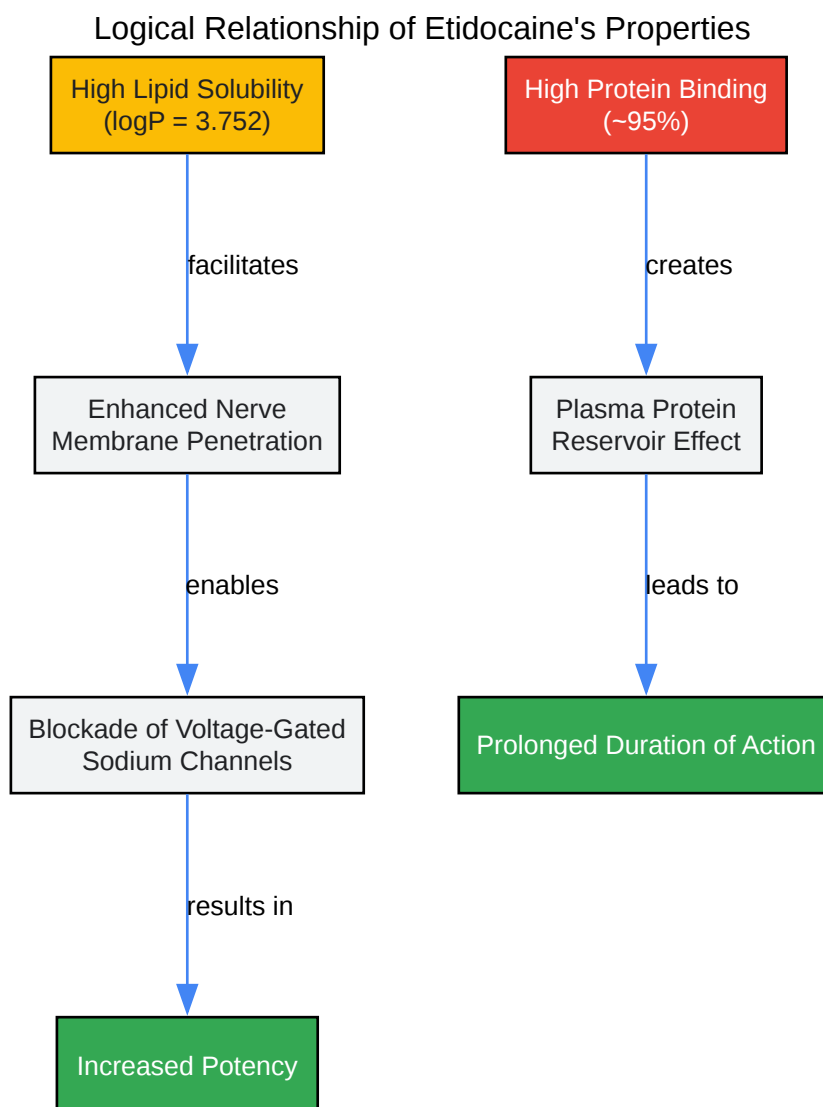 Logical Relationship of Etidocaine's Properties
High Lipid Solubility
(logP = 3.752)
facilitates
Enhanced Nerve
Membrane Penetration
enables
Blockade of Voltage-Gated
Sodium Channels
results in
Increased Potency
High Protein Binding
(~95%)
creates
Plasma Protein
Reservoir Effect
leads to
Prolonged Duration of Action